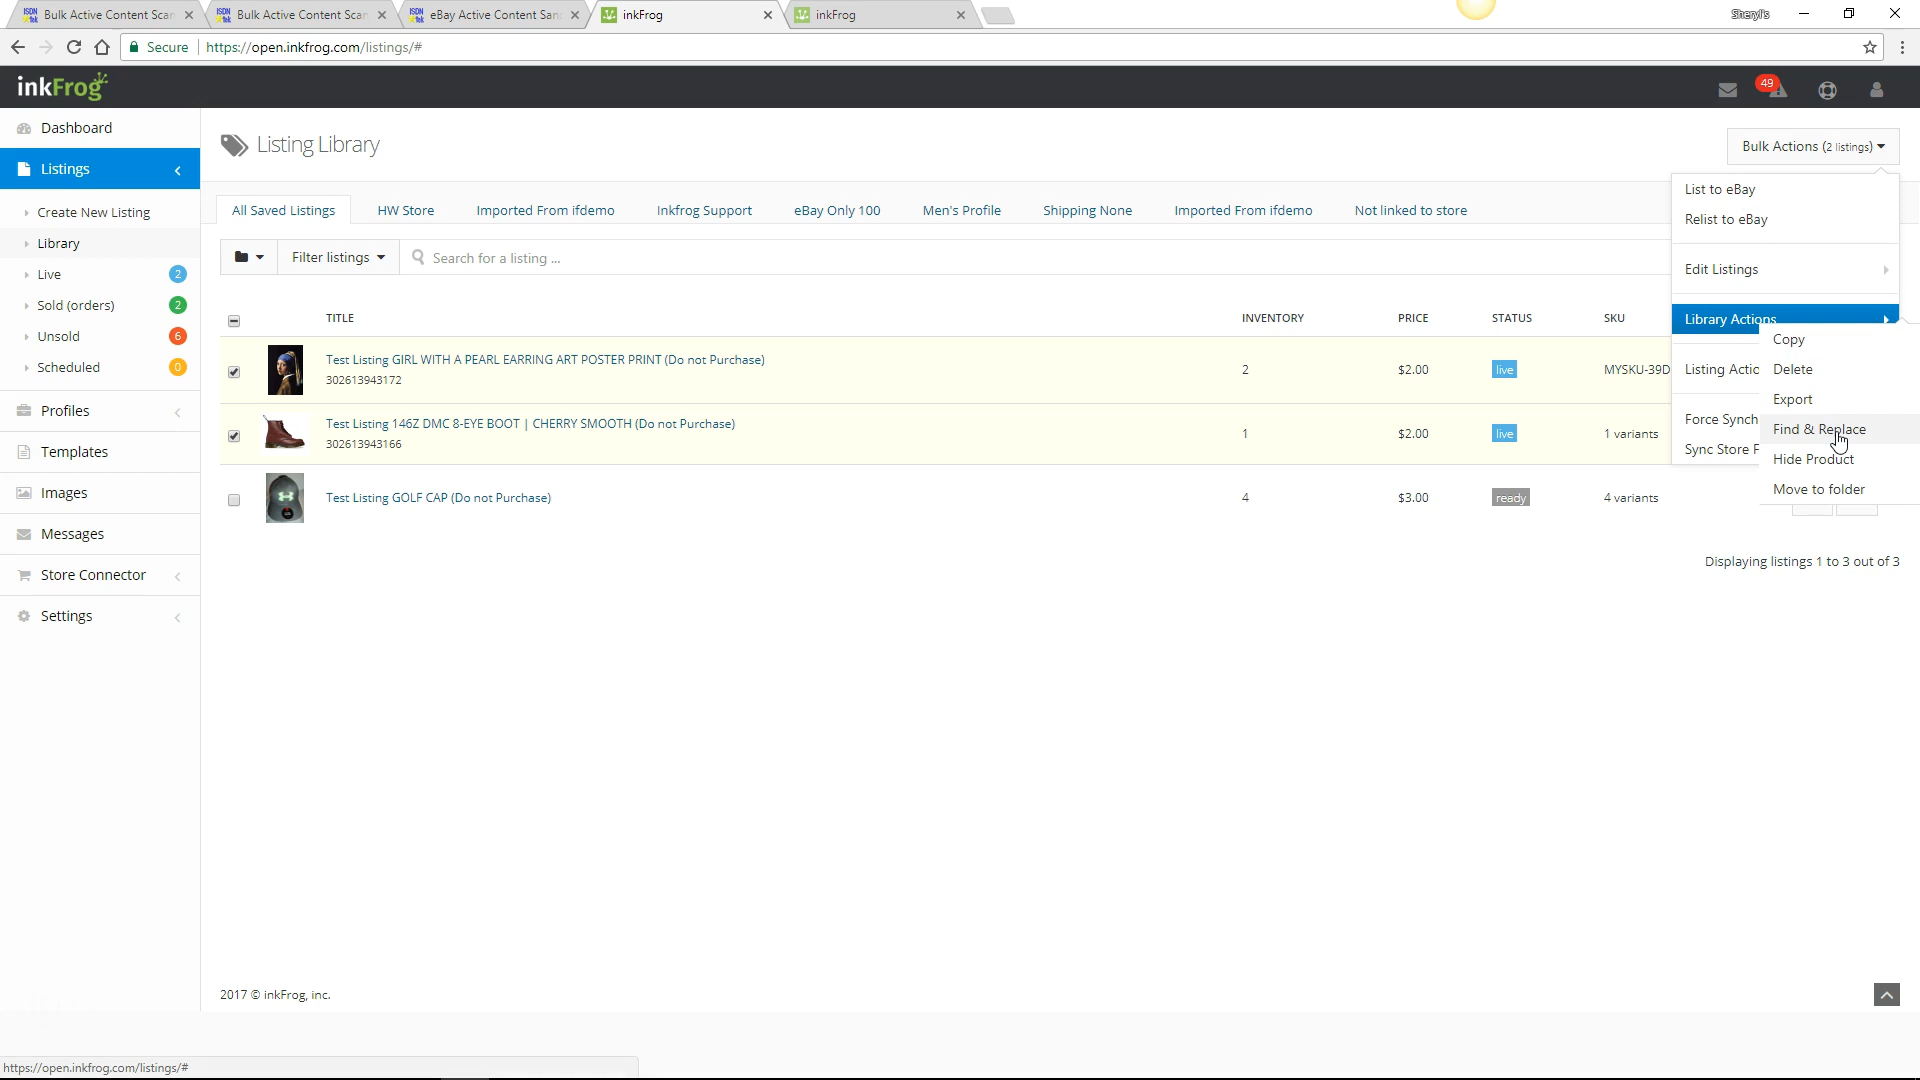 Bulk Active Content Scan
Bulk Active Content Scan
eBay Active Content San
inkFrog
inkFrog
Sheryl's
Secure
https://open.inkfrog.com/listings/#
inkFrog
49
Dashboard
Listings
Create New Listing
Library
Live 2
Sold (orders) 2
Unsold 6
Scheduled 0
Profiles
Templates
Images
Messages
Store Connector
Settings
Listing Library
Bulk Actions (2 listings)
All Saved Listings
HW Store
Imported From ifdemo
Inkfrog Support
eBay Only 100
Men's Profile
Shipping None
Imported From ifdemo
Not linked to store
Filter listings
Search for a listing ...
TITLE INVENTORY PRICE STATUS SKU
Test Listing GIRL WITH A PEARL EARRING ART POSTER PRINT (Do not Purchase)
302613943172
2 $2.00 live MYSKU-39D
Test Listing 146Z DMC 8-EYE BOOT | CHERRY SMOOTH (Do not Purchase)
302613943166
1 $2.00 live 1 variants
Test Listing GOLF CAP (Do not Purchase)
4 $3.00 ready 4 variants
List to eBay
Relist to eBay
Edit Listings
Library Actions
Listing Actio
Force Synch
Sync Store F
Copy
Delete
Export
Find & Replace
Hide Product
Move to folder
Displaying listings 1 to 3 out of 3
2017 © inkFrog, inc.
https://open.inkfrog.com/listings/#